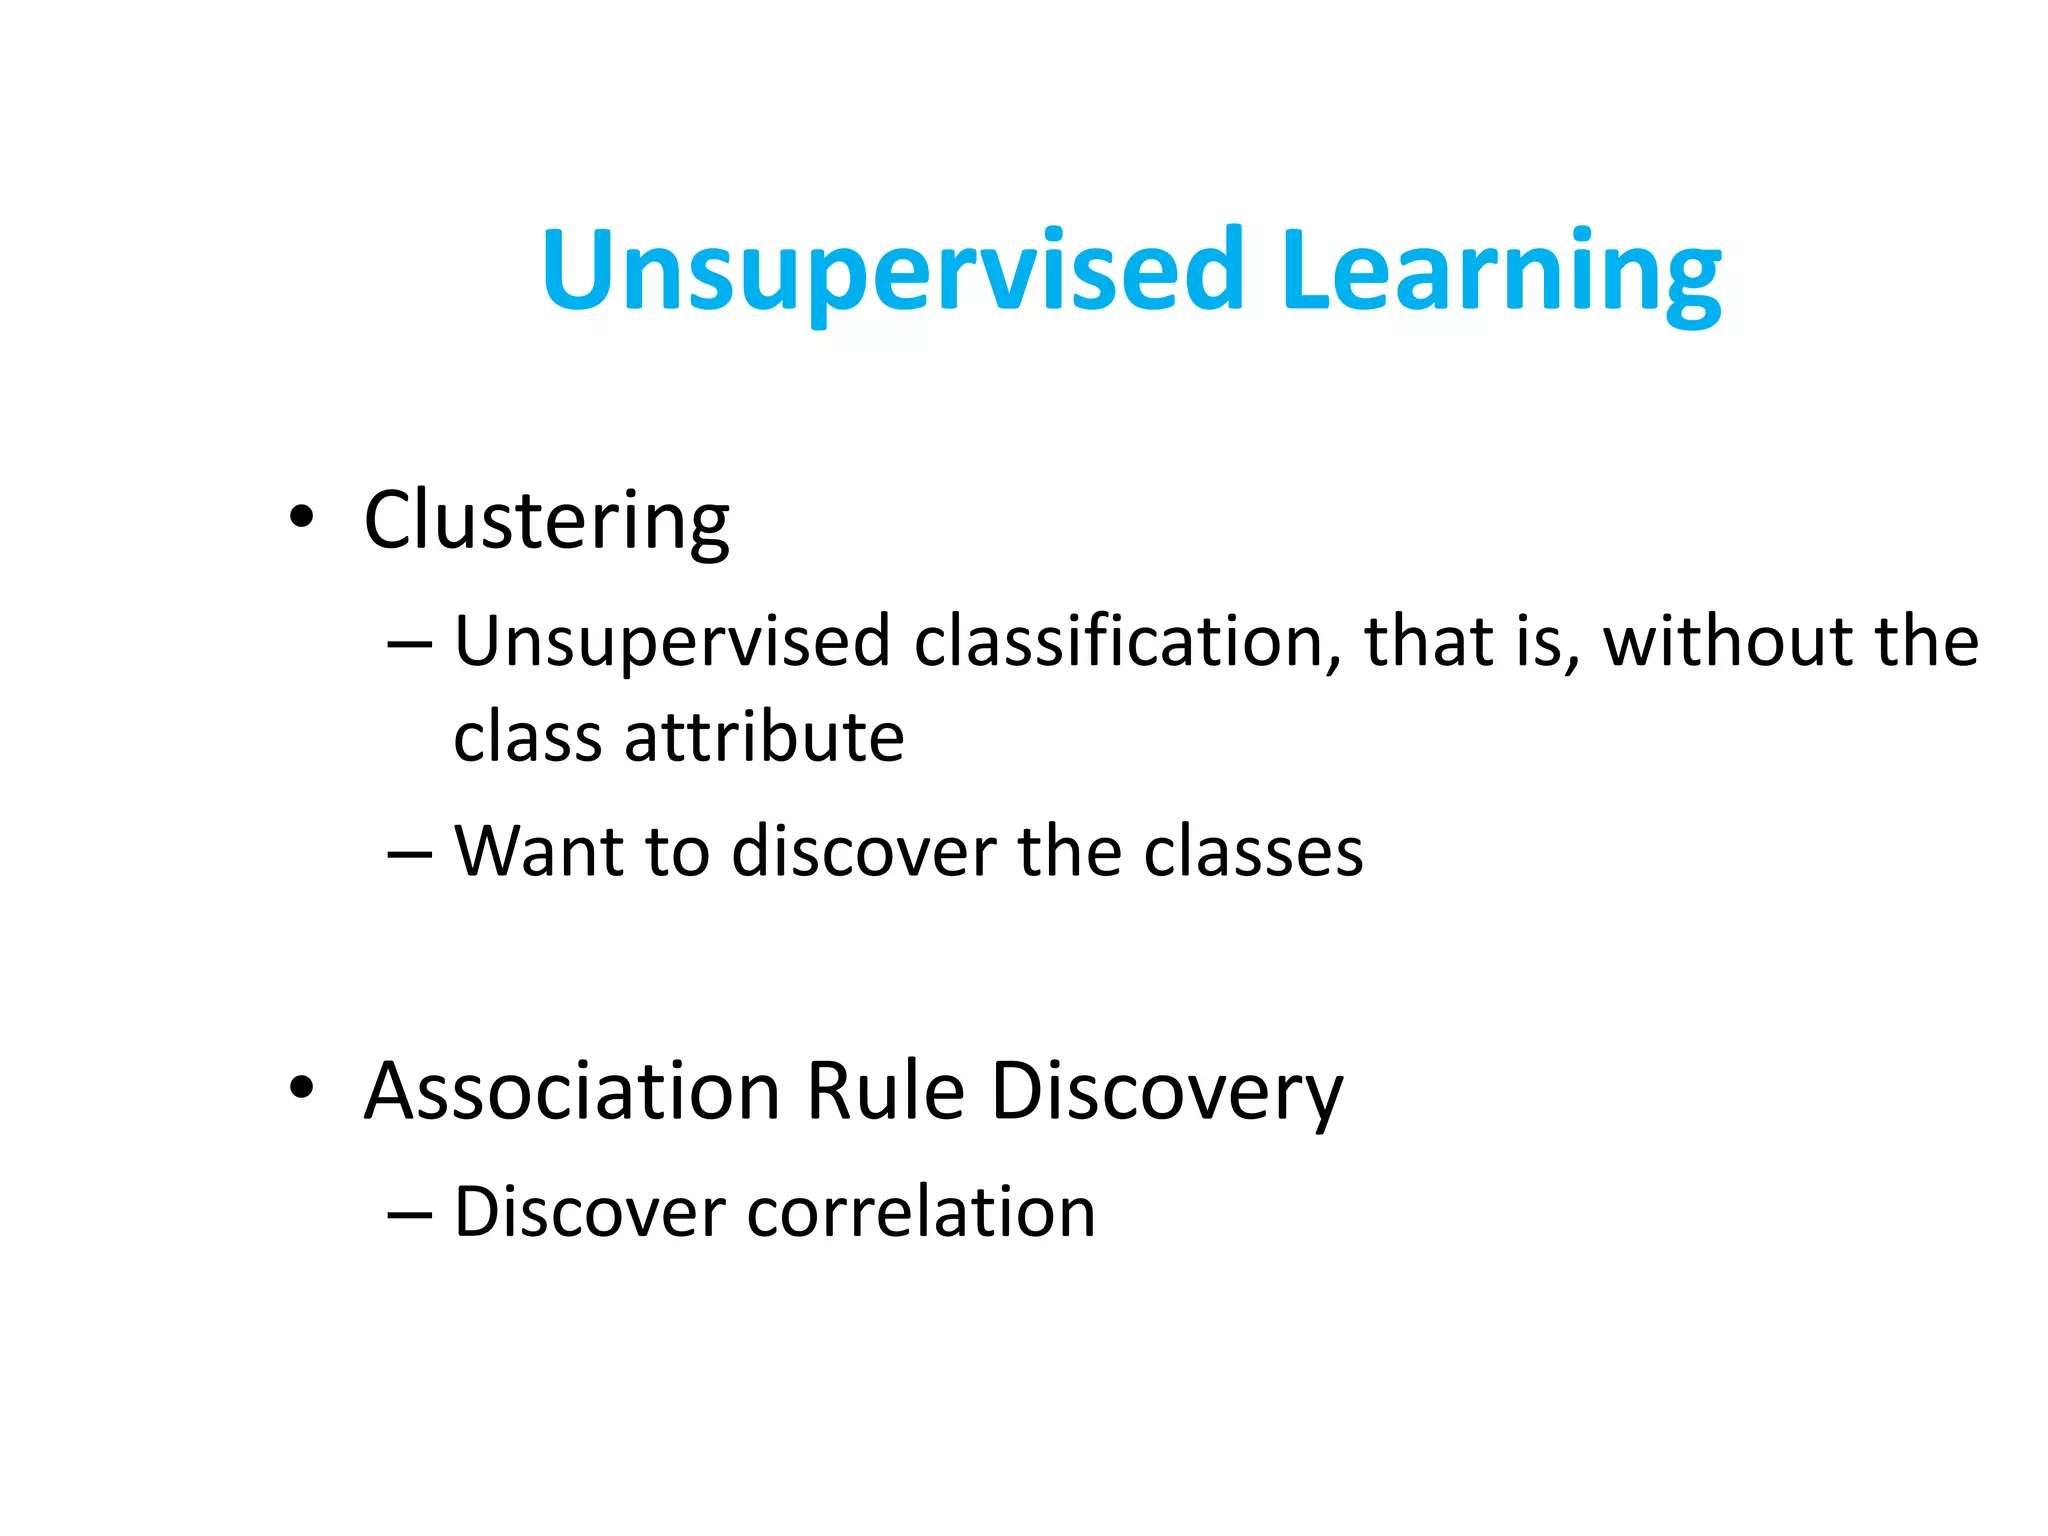 Unsupervised Learning
• Clustering
– Unsupervised classification, that is, without the
class attribute
– Want to discover the classes
• Association Rule Discovery
– Discover correlation